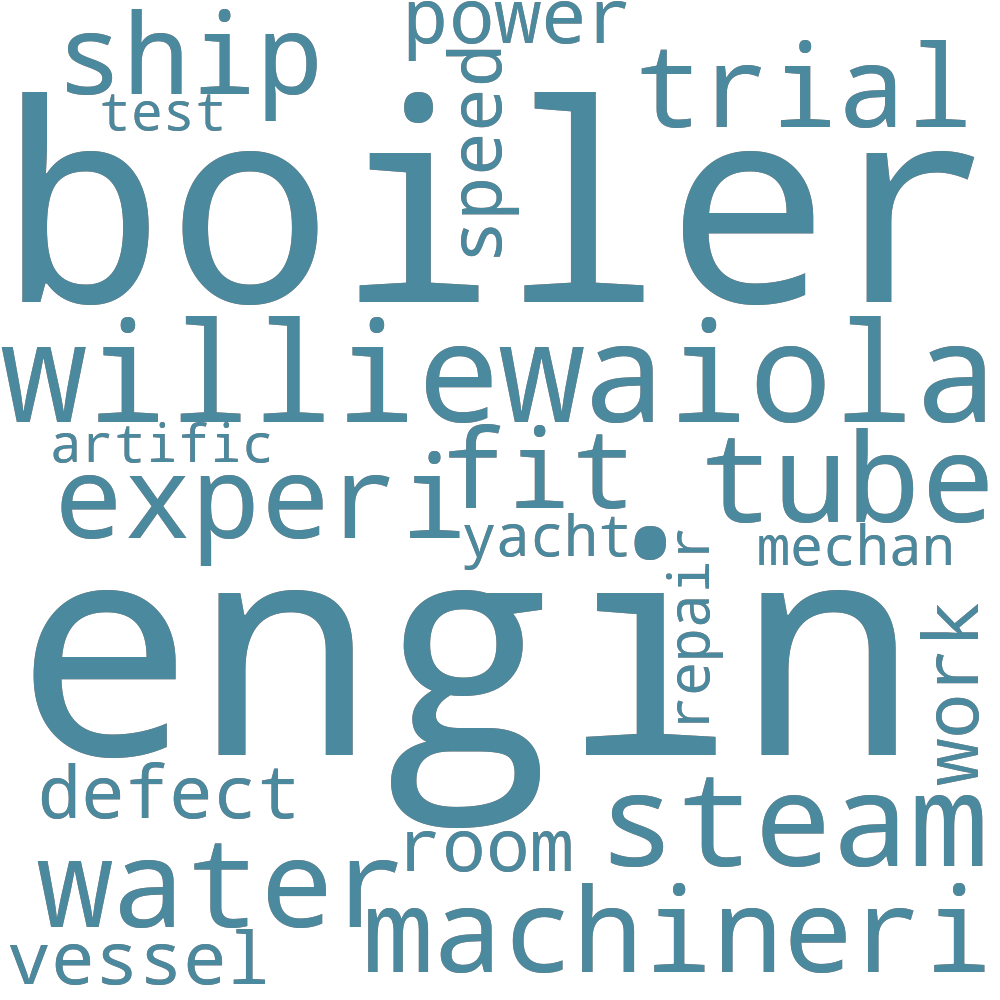 power
ship
trial
test
speed
boiler
williewaiola
artific
fit
tube
experi
yacht
mechan
repair
engin
work
defect
steam
room
water
machineri
vessel